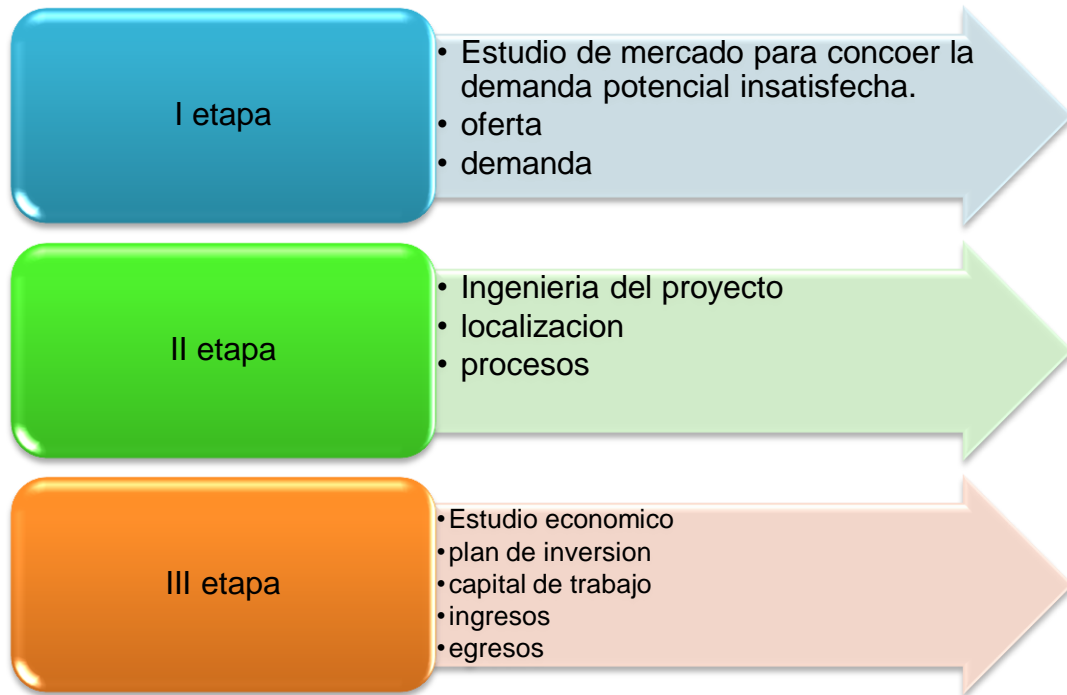 I etapa
• Estudio de mercado para concoer la
demanda potencial insatisfecha.
• oferta
• demanda
II etapa
• Ingenieria del proyecto
• localizacion
• procesos
III etapa
•Estudio economico
•plan de inversion
•capital de trabajo
•ingresos
•egresos